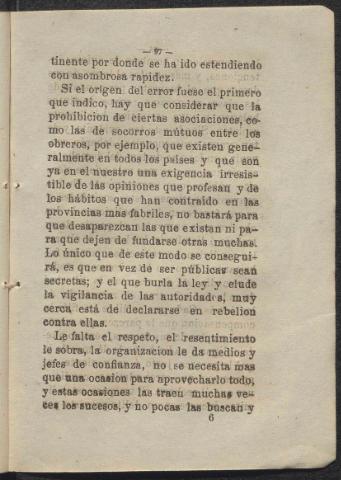 — 97 —
tinente por donde se ha ido estendiendo
con asombrosa rapidez.
Si el origen del error fuese el primero
que indico, hay que considerar que la
prohibicion de ciertas asociaciones, co-
mo las de socorros mútuos entre los
obreros, por ejemplo, que existen gene-
ralmente en todos los paises y que son
ya en el nuestro una exigencia irresis-
tible de las opiniones que profesan y de
los hábitos que han contraido en las
provincias mas fabriles, no bastará para
que desaparezcan las que existan ni pa-
ra que dejen de fundarse otras muchas.
Lo único que de este modo se consegui-
rá, es que en vez de ser públicas sean
secretas; y el que burla la ley y elude
la vigilancia de las autoridades, muy
cerca está de declararse en rebelion
contra ellas.
Le falta el respeto, el resentimiento
le sobra, la organizacion le da medios y
jefes de confianza, no se necesita mas
que una ocasion para aprovecharlo todo,
y estas ocasiones las traen muchas ve-
ces los sucesos, y no pocas las buscan y
6